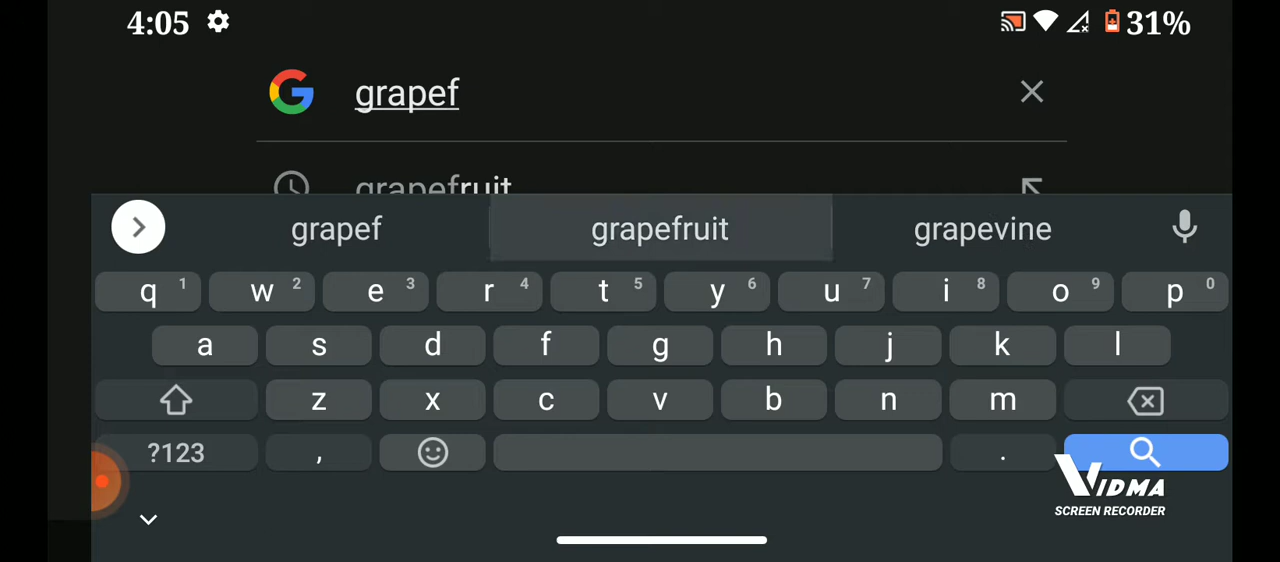 4:05 31%
grapef
grapefruit
grapef grapefruit grapevine
q 1 w 2 e 3 r 4 t 5 y 6 u 7 i 8 o 9 p 0
a s d f g h j k l
z x c v b n m
?123 , .
VIDMA
SCREEN RECORDER